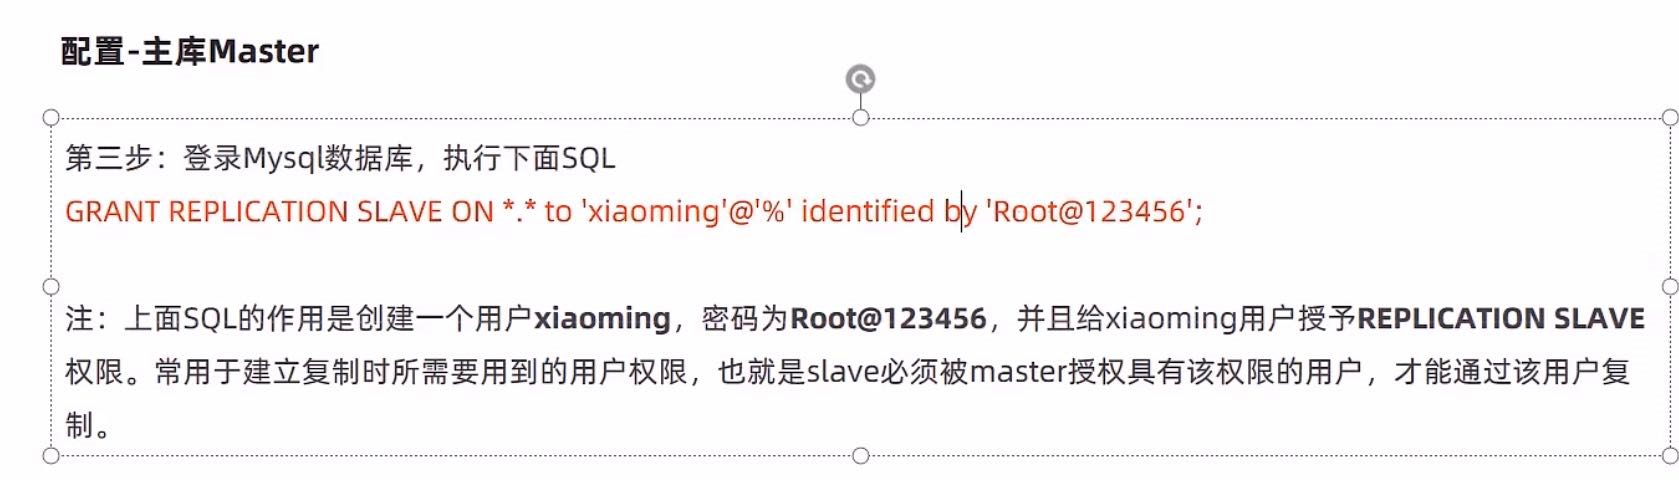 配置-主库Master
第三步：登录Mysql数据库，执行下面SQL
GRANT REPLICATION SLAVE ON *.* to 'xiaoming'@'%' identified by 'Root@123456';
注：上面SQL的作用是创建一个用户xiaoming，密码为Root@123456，并且给xiaoming用户授予REPLICATION SLAVE
权限。常用于建立复制时所需要用到的用户权限，也就是slave必须被master授权具有该权限的用户，才能通过该用户复
制。